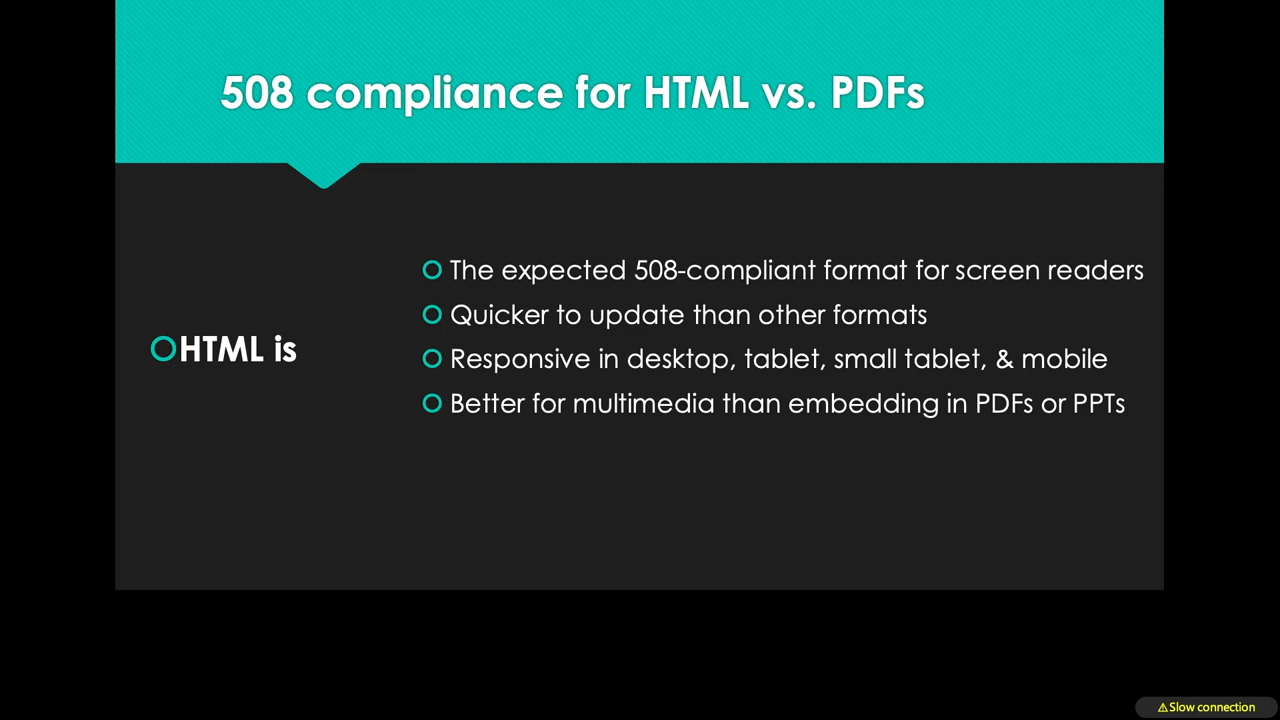 508 compliance for HTML vs. PDFs
HTML is
The expected 508-compliant format for screen readers
Quicker to update than other formats
Responsive in desktop, tablet, small tablet, & mobile
Better for multimedia than embedding in PDFs or PPTs
⚠Slow connection